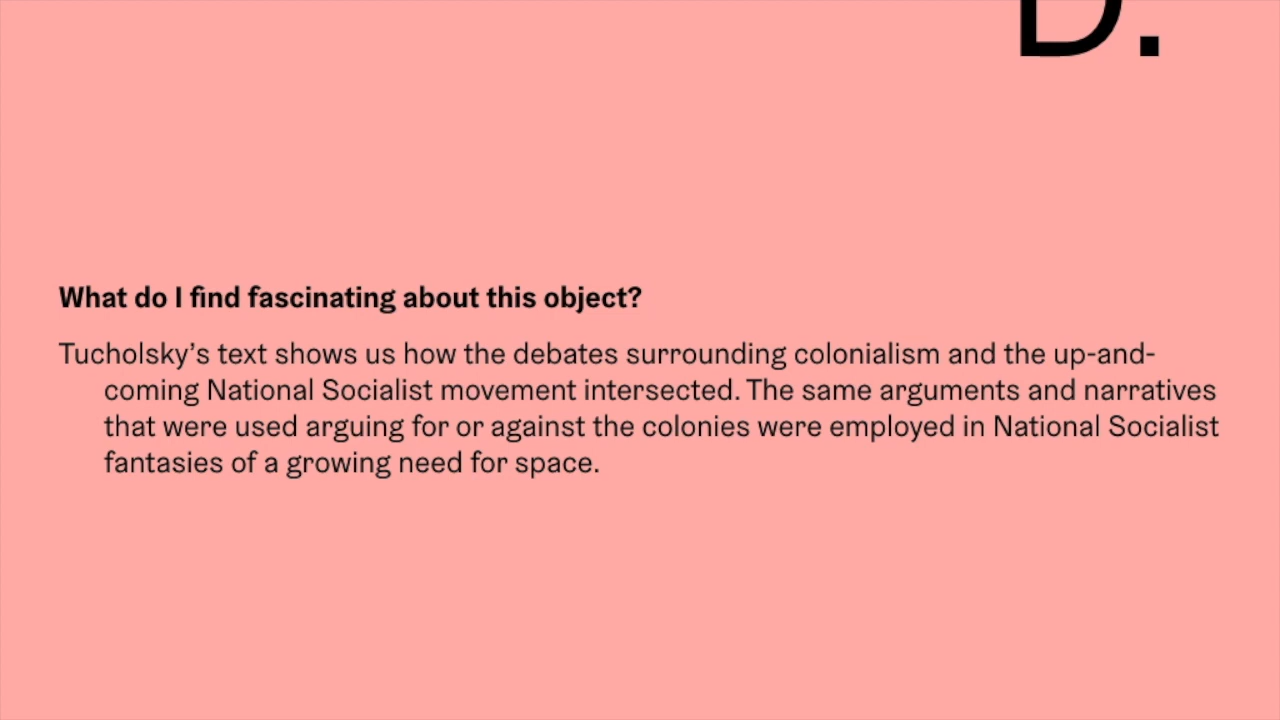 D.
What do I find fascinating about this object?
Tucholsky’s text shows us how the debates surrounding colonialism and the up-and-
coming National Socialist movement intersected. The same arguments and narratives
that were used arguing for or against the colonies were employed in National Socialist
fantasies of a growing need for space.